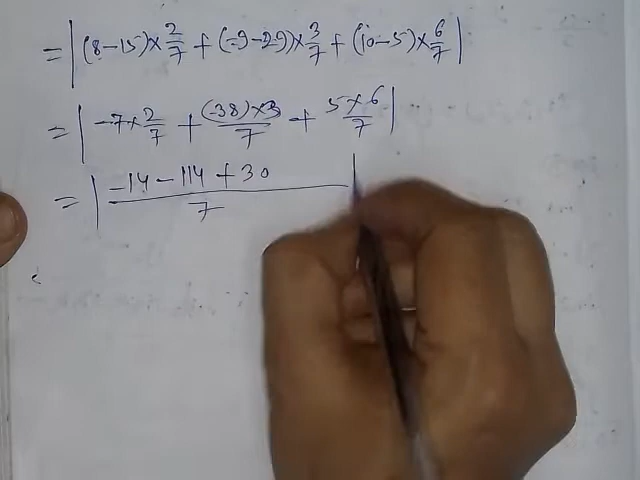 = |(8-15)×2/7 + (-9-29)×3/7 + (10-5)×6/7|
= |-7×2/7 + (-38)×3/7 + 5×6/7|
= |-14-114+30/7|